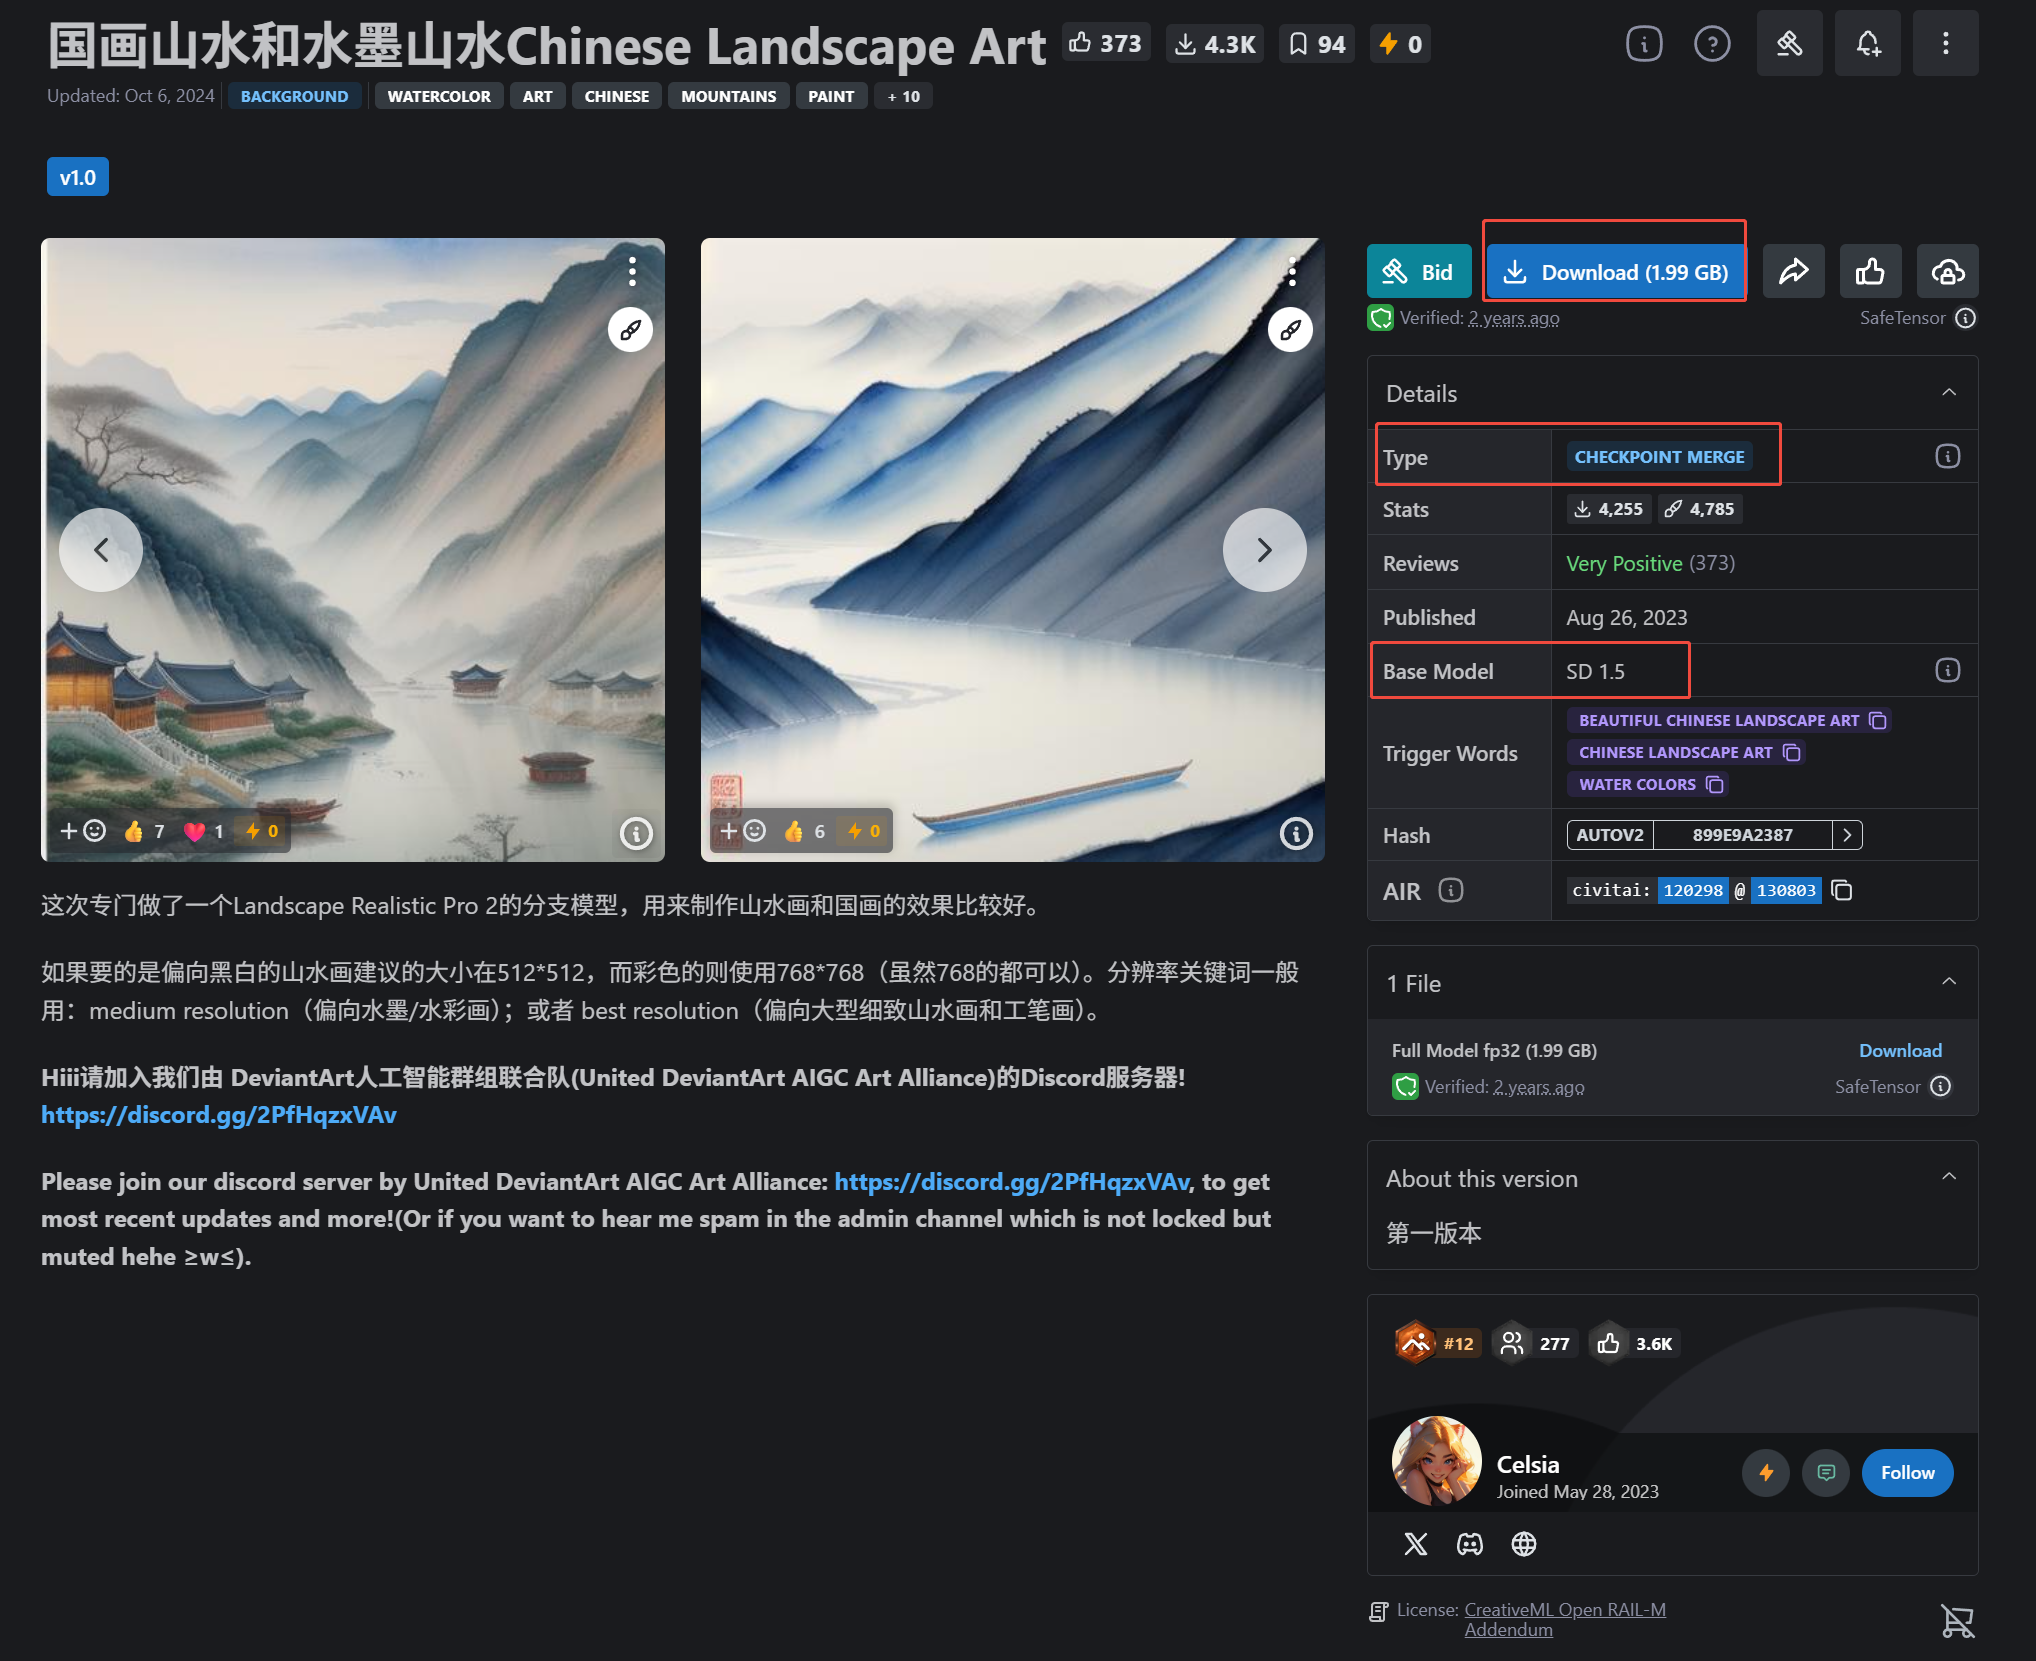 国画山水和水墨山水Chinese Landscape Art 373 4.3K 94 0
Updated: Oct 6, 2024 BACKGROUND WATERCOLOR ART CHINESE MOUNTAINS PAINT + 10
v1.0
Bid Download (1.99 GB)
Verified: 2 years ago SafeTensor
Details
Type CHECKPOINT MERGE
Stats 4,255 4,785
Reviews Very Positive (373)
Published Aug 26, 2023
Base Model SD 1.5
Trigger Words
BEAUTIFUL CHINESE LANDSCAPE ART
CHINESE LANDSCAPE ART
WATER COLORS
Hash AUTOV2 899E9A2387
AIR civitai: 120298 @ 130803
7 1 0
6 0
这次专门做了一个Landscape Realistic Pro 2的分支模型，用来制作山水画和国画的效果比较好。
如果要的是偏向黑白的山水画建议的大小在512*512，而彩色的则使用768*768（虽然768的都可以）。分辨率关键词一般
用：medium resolution（偏向水墨/水彩画）；或者 best resolution（偏向大型细致山水画和工笔画）。
Hiii请加入我们由 DeviantArt人工智能群组联合队(United DeviantArt AIGC Art Alliance)的Discord服务器!
https://discord.gg/2PfHqzxVAv
Please join our discord server by United DeviantArt AIGC Art Alliance: https://discord.gg/2PfHqzxVAv, to get
most recent updates and more!(Or if you want to hear me spam in the admin channel which is not locked but
muted hehe ≥w≤).
1 File
Full Model fp32 (1.99 GB) Download
Verified: 2 years ago SafeTensor
About this version
第一版本
#12 277 3.6K
Celsia
Joined May 28, 2023
Follow
License: CreativeML Open RAIL-M
Addendum